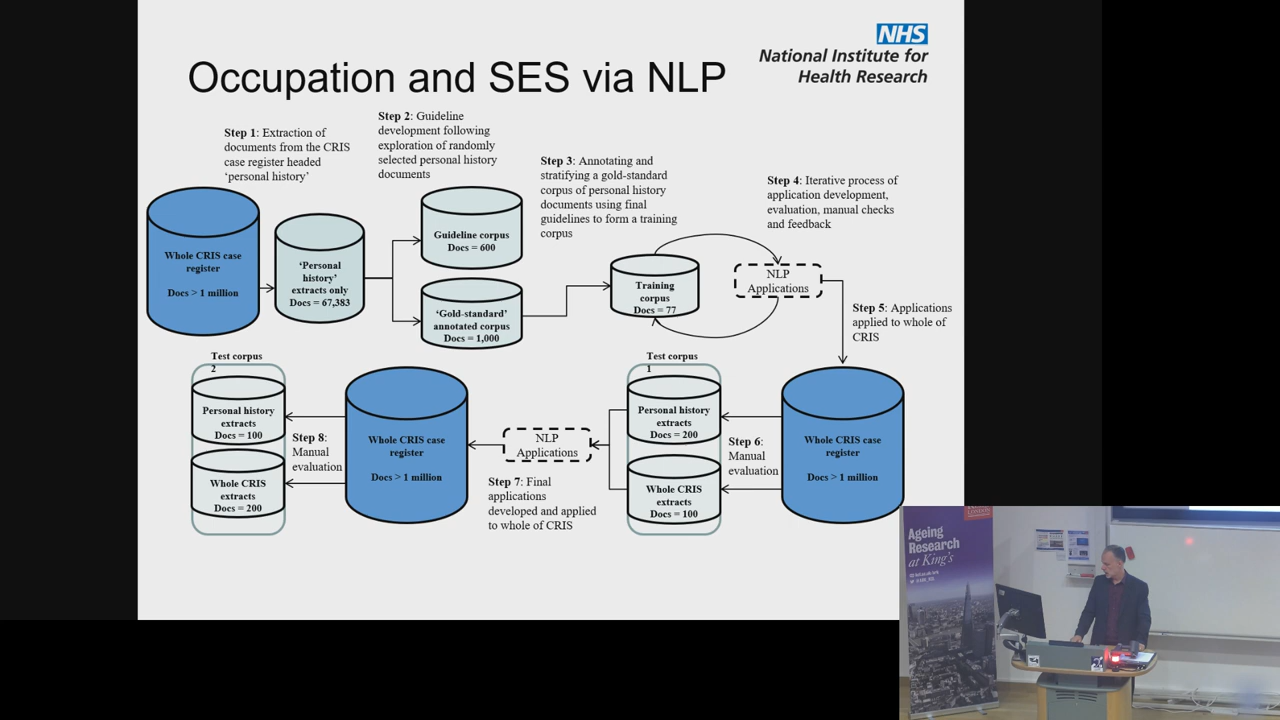 NHS
National Institute for
Health Research
Occupation and SES via NLP
Step 1: Extraction of
documents from the CRIS
case register headed
‘personal history’
Step 2: Guideline
development following
exploration of randomly
selected personal history
documents
Step 3: Annotating and
stratifying a gold-standard
corpus of personal history
documents using final
guidelines to form a training
corpus
Step 4: Iterative process of
application development,
evaluation, manual checks
and feedback
Whole CRIS case
register
Docs > 1 million
‘Personal
history’
extracts only
Docs = 67,383
Guideline corpus
Docs = 600
‘Gold-standard’
annotated corpus
Docs = 1,000
Training
corpus
Docs = 77
NLP
Applications
Step 5: Applications
applied to whole of
CRIS
Test corpus
2
Personal history
extracts
Docs = 100
Whole CRIS
extracts
Docs = 200
Step 8:
Manual
evaluation
Whole CRIS case
register
Docs > 1 million
NLP
Applications
Step 7: Final
applications
developed and applied
to whole of CRIS
Test corpus
1
Personal history
extracts
Docs = 200
Whole CRIS
extracts
Docs = 100
Step 6:
Manual
evaluation
Whole CRIS case
register
Docs > 1 million
Ageing
Research
at King's